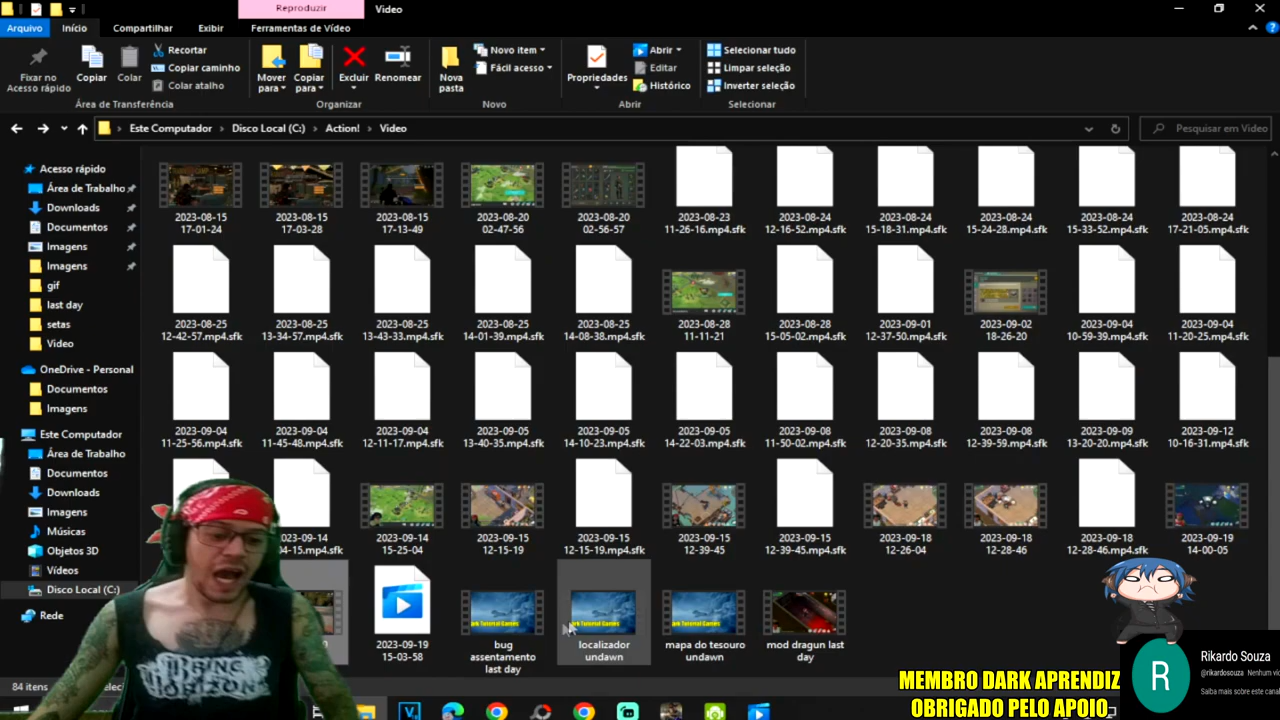 Reproduzir
Vídeo
Arquivo
Início
Compartilhar
Exibir
Ferramentas de Vídeo
Fixar no
Acesso rápido
Copiar
Colar
Recortar
Copiar caminho
Colar atalho
Área de Transferência
Mover
para
Copiar
para
Excluir
Renomear
Organizar
Nova
pasta
Novo item
Fácil acesso
Novo
Propriedades
Abrir
Editar
Histórico
Abrir
Selecionar tudo
Limpar seleção
Inverter seleção
Selecionar
Este Computador
Disco Local (C:)
Action!
Video
Pesquisar em Video
Acesso rápido
Área de Trabalho
Downloads
Documentos
Imagens
Imagens
gif
last day
setas
Video
OneDrive - Personal
Documentos
Imagens
Este Computador
Área de Trabalho
Documentos
Downloads
Imagens
Músicas
Objetos 3D
Vídeos
Disco Local (C:)
Rede
2023-08-15
17-01-24
2023-08-15
17-03-28
2023-08-15
17-13-49
2023-08-20
02-47-56
2023-08-20
02-56-57
2023-08-23
11-26-16.mp4.sfk
2023-08-24
12-16-52.mp4.sfk
2023-08-24
15-18-31.mp4.sfk
2023-08-24
15-24-28.mp4.sfk
2023-08-24
15-33-52.mp4.sfk
2023-08-24
17-21-05.mp4.sfk
2023-08-25
12-42-57.mp4.sfk
2023-08-25
13-34-57.mp4.sfk
2023-08-25
13-43-33.mp4.sfk
2023-08-25
14-01-39.mp4.sfk
2023-08-25
14-08-38.mp4.sfk
2023-08-28
11-11-21
2023-08-28
15-05-02.mp4.sfk
2023-09-01
12-37-50.mp4.sfk
2023-09-02
18-26-20
2023-09-04
10-59-39.mp4.sfk
2023-09-04
11-20-25.mp4.sfk
2023-09-04
11-25-56.mp4.sfk
2023-09-04
11-45-48.mp4.sfk
2023-09-04
12-11-17.mp4.sfk
2023-09-05
13-40-35.mp4.sfk
2023-09-05
14-10-23.mp4.sfk
2023-09-05
14-22-03.mp4.sfk
2023-09-08
11-50-02.mp4.sfk
2023-09-08
12-20-35.mp4.sfk
2023-09-08
12-39-59.mp4.sfk
2023-09-09
13-20-20.mp4.sfk
2023-09-12
10-16-31.mp4.sfk
09-14
15.mp4.sfk
2023-09-14
15-25-04
2023-09-15
12-15-19
2023-09-15
12-15-19.mp4.sfk
2023-09-15
12-39-45
2023-09-15
12-39-45.mp4.sfk
2023-09-18
12-26-04
2023-09-18
12-28-46
2023-09-18
12-28-46.mp4.sfk
2023-09-19
14-00-05
2023-09-19
15-03-58
bug
assentamento
last day
localizador
undawn
mapa do tesouro
undawn
mod dragun last
day
ark Tutorial Games
ark Tutorial Games
ark Tutorial Games
84 itens
BRING
HORIZON
MEMBRO DARK APRENDIZ
OBRIGADO PELO APOIO
R
Rikardo Souza
@rikardosouza Nenhum ví
Saiba mais sobre este canal